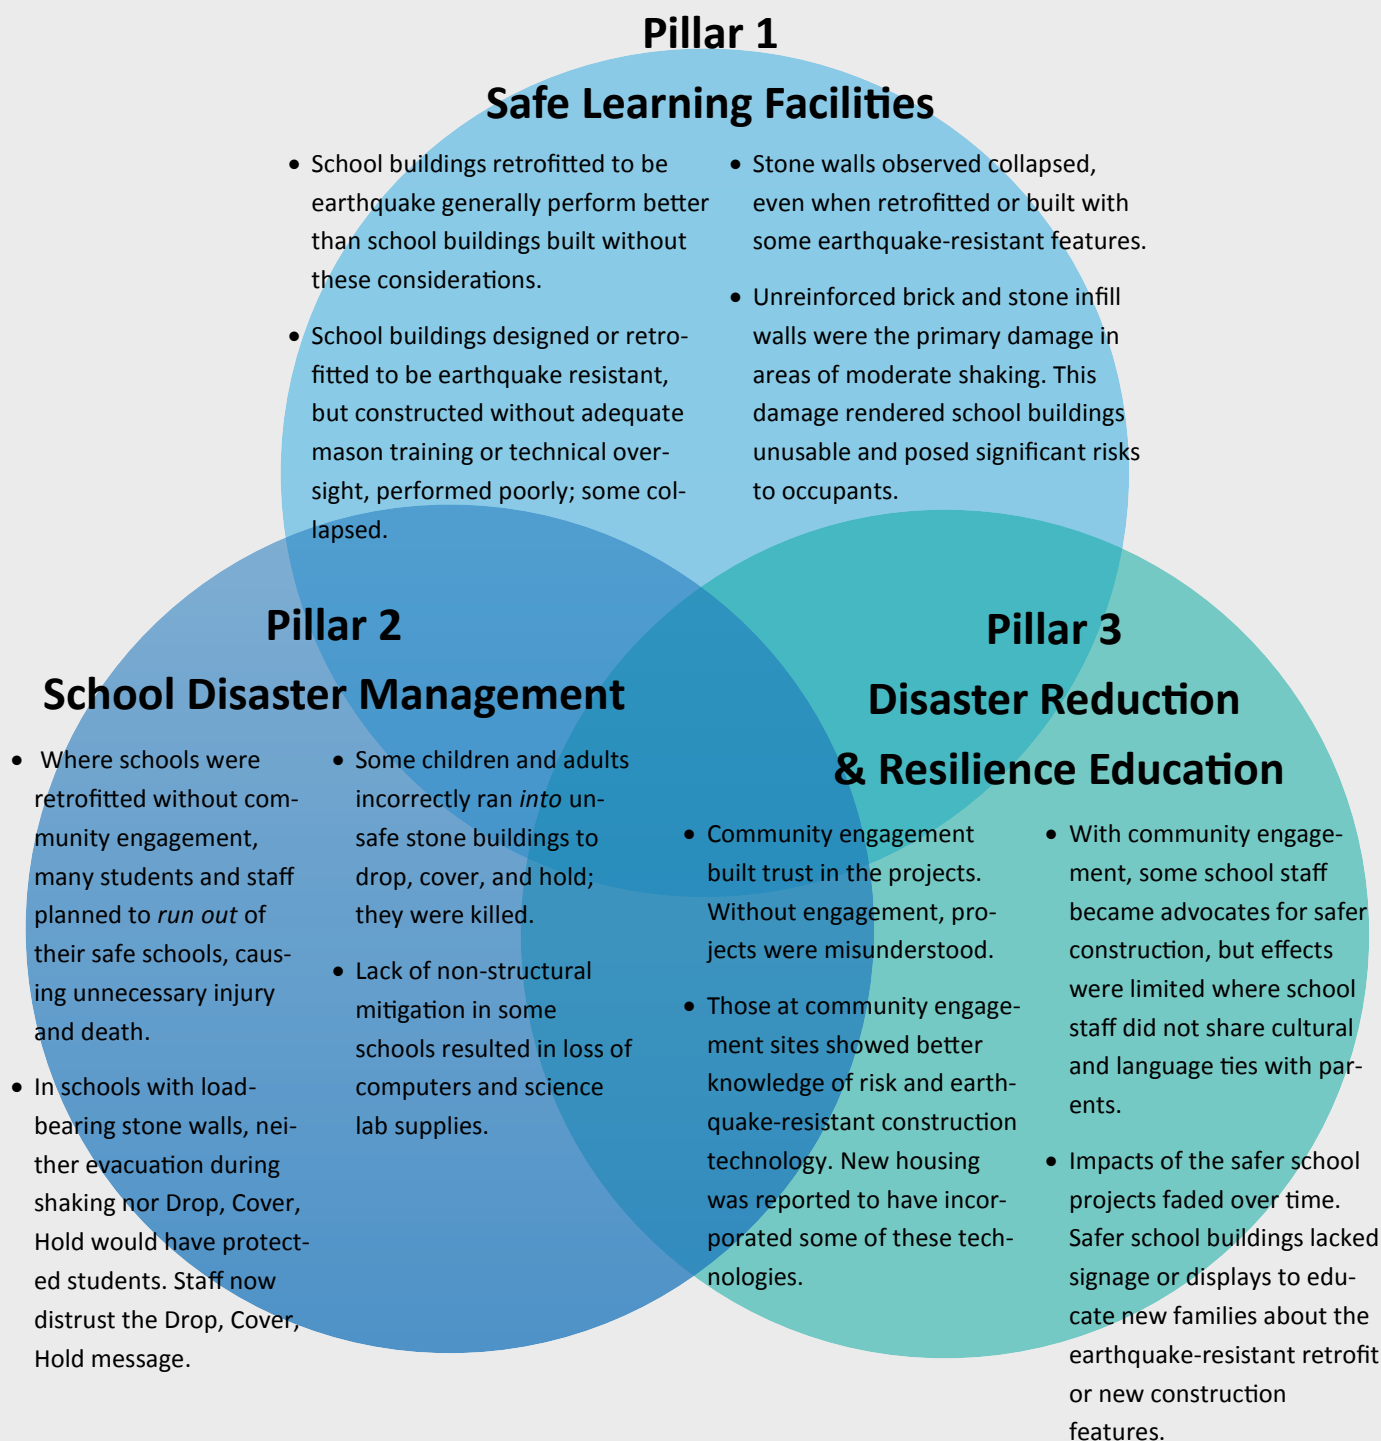 Pillar 1
Safe Learning Facilities
• School buildings retrofitted to be
earthquake generally perform better
than school buildings built without
these considerations.
• School buildings designed or retro-
fitted to be earthquake resistant,
but constructed without adequate
mason training or technical over-
sight, performed poorly; some col-
lapsed.
• Stone walls observed collapsed,
even when retrofitted or built with
some earthquake-resistant features.
• Unreinforced brick and stone infill
walls were the primary damage in
areas of moderate shaking. This
damage rendered school buildings
unusable and posed significant risks
to occupants.
Pillar 2
School Disaster Management
• Where schools were
retrofitted without com-
munity engagement,
many students and staff
planned to run out of
their safe schools, caus-
ing unnecessary injury
and death.
• In schools with load-
bearing stone walls, nei-
ther evacuation during
shaking nor Drop, Cover,
Hold would have protect-
ed students. Staff now
distrust the Drop, Cover,
Hold message.
• Some children and adults
incorrectly ran into un-
safe stone buildings to
drop, cover, and hold;
they were killed.
• Lack of non-structural
mitigation in some
schools resulted in loss of
computers and science
lab supplies.
Pillar 3
Disaster Reduction
& Resilience Education
• Community engagement
built trust in the projects.
Without engagement, pro-
jects were misunderstood.
• Those at community engage-
ment sites showed better
knowledge of risk and earth-
quake-resistant construction
technology. New housing
was reported to have incor-
porated some of these tech-
nologies.
• With community engage-
ment, some school staff
became advocates for safer
construction, but effects
were limited where school
staff did not share cultural
and language ties with par-
ents.
• Impacts of the safer school
projects faded over time.
Safer school buildings lacked
signage or displays to edu-
cate new families about the
earthquake-resistant retrofit
or new construction
features.